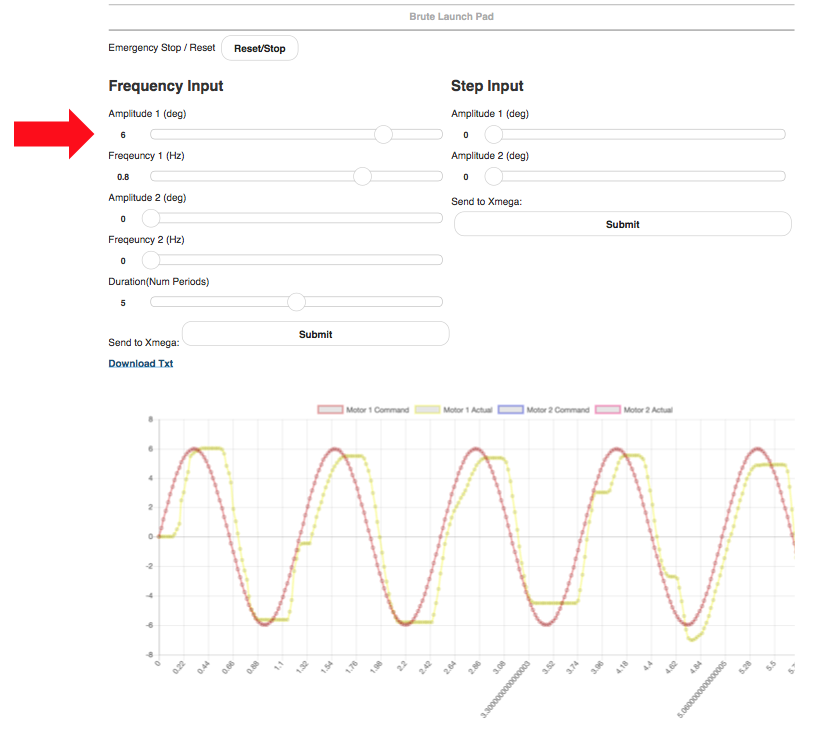 Brute Launch Pad
Emergency Stop / Reset Reset/Stop
Frequency Input
Amplitude 1 (deg)
6
Freqeuncy 1 (Hz)
0.8
Amplitude 2 (deg)
0
Freqeuncy 2 (Hz)
0
Duration(Num Periods)
5
Send to Xmega: Submit
Download Txt
Step Input
Amplitude 1 (deg)
0
Amplitude 2 (deg)
0
Send to Xmega:
Submit
Motor 1 Command Motor 1 Actual Motor 2 Command Motor 2 Actual
8
6
4
2
0
-2
-4
-6
-8
0 0.22 0.44 0.66 0.88 1.1 1.32 1.54 1.76 1.98 2.2 2.42 2.64 2.86 3.08 3.3000000000000003 3.52 3.74 3.96 4.18 4.4 4.62 4.84 5.0600000000000005 5.28 5.5